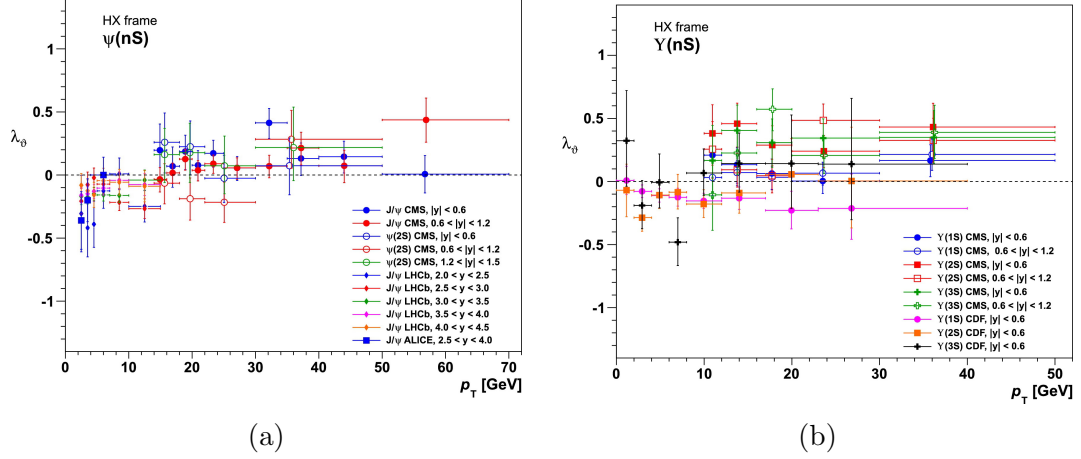 HX frame
ψ(nS)
1
0.5
0
-0.5
-1
λϑ
J/ψ CMS, |y| < 0.6
J/ψ CMS, 0.6 < |y| < 1.2
ψ(2S) CMS, |y| < 0.6
ψ(2S) CMS, 0.6 < |y| < 1.2
ψ(2S) CMS, 1.2 < |y| < 1.5
J/ψ LHCb, 2.0 < y < 2.5
J/ψ LHCb, 2.5 < y < 3.0
J/ψ LHCb, 3.0 < y < 3.5
J/ψ LHCb, 3.5 < y < 4.0
J/ψ LHCb, 4.0 < y < 4.5
J/ψ ALICE, 2.5 < y < 4.0
0 10 20 30 40 50 60 70
pT [GeV]
(a)
HX frame
Υ(nS)
1
0.5
0
-0.5
-1
λϑ
Υ(1S) CMS, |y| < 0.6
Υ(1S) CMS, 0.6 < |y| < 1.2
Υ(2S) CMS, |y| < 0.6
Υ(2S) CMS, 0.6 < |y| < 1.2
Υ(3S) CMS, |y| < 0.6
Υ(3S) CMS, 0.6 < |y| < 1.2
Υ(1S) CDF, |y| < 0.6
Υ(2S) CDF, |y| < 0.6
Υ(3S) CDF, |y| < 0.6
0 10 20 30 40 50
pT [GeV]
(b)